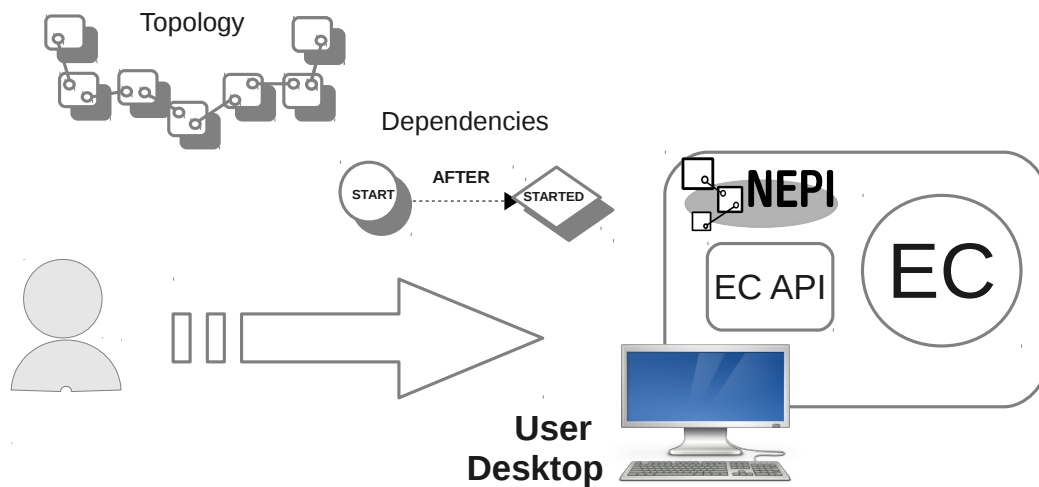 Topology
Dependencies
START
AFTER
STARTED
NEPI
EC API
EC
User
Desktop